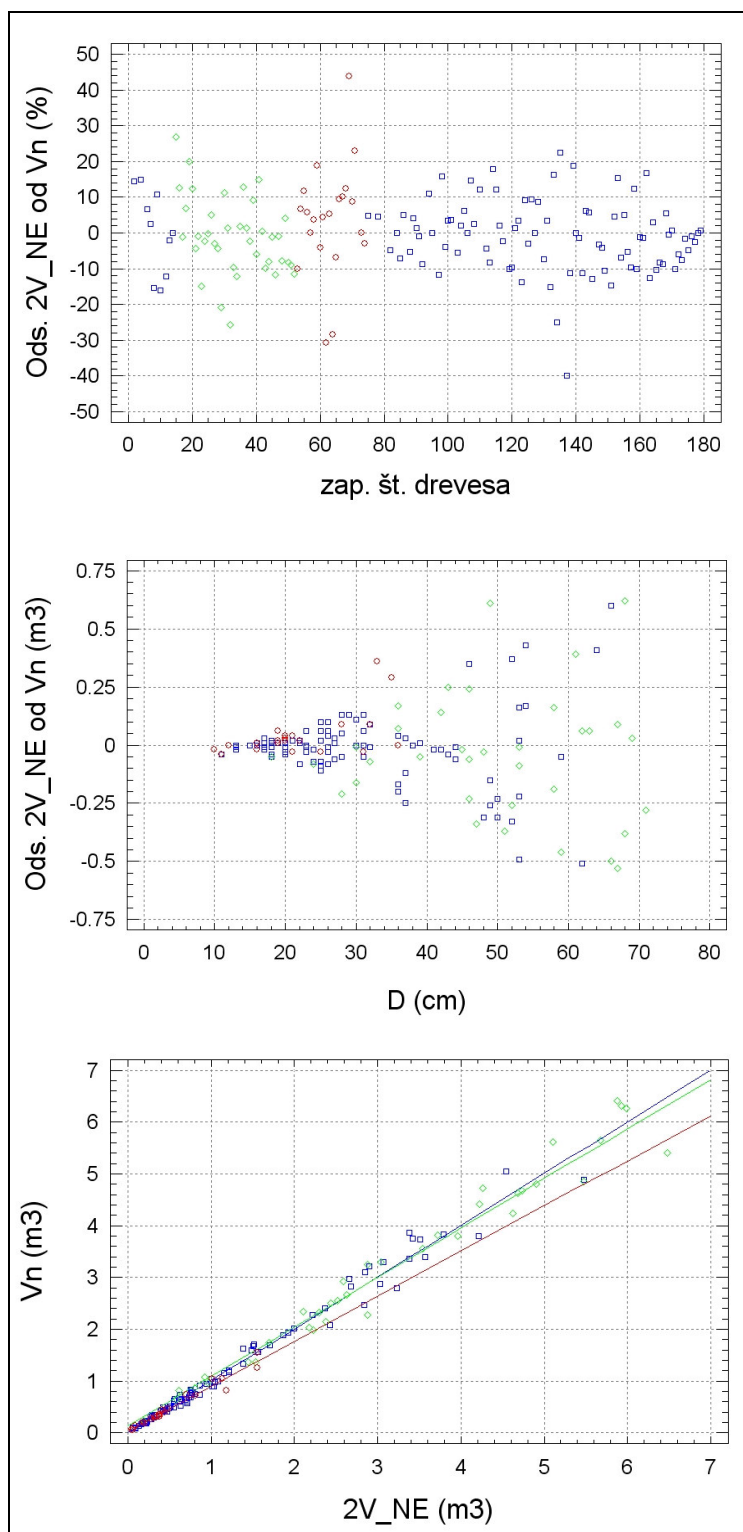 Ods. 2V_NE od Vn (%)
50
40
30
20
10
0
-10
-20
-30
-40
-50
0 20 40 60 80 100 120 140 160 180
zap. št. drevesa
Ods. 2V_NE od Vn (m3)
0.75
0.5
0.25
0
-0.25
-0.5
-0.75
0 10 20 30 40 50 60 70 80
D (cm)
Vn (m3)
7
6
5
4
3
2
1
0
0 1 2 3 4 5 6 7
2V_NE (m3)